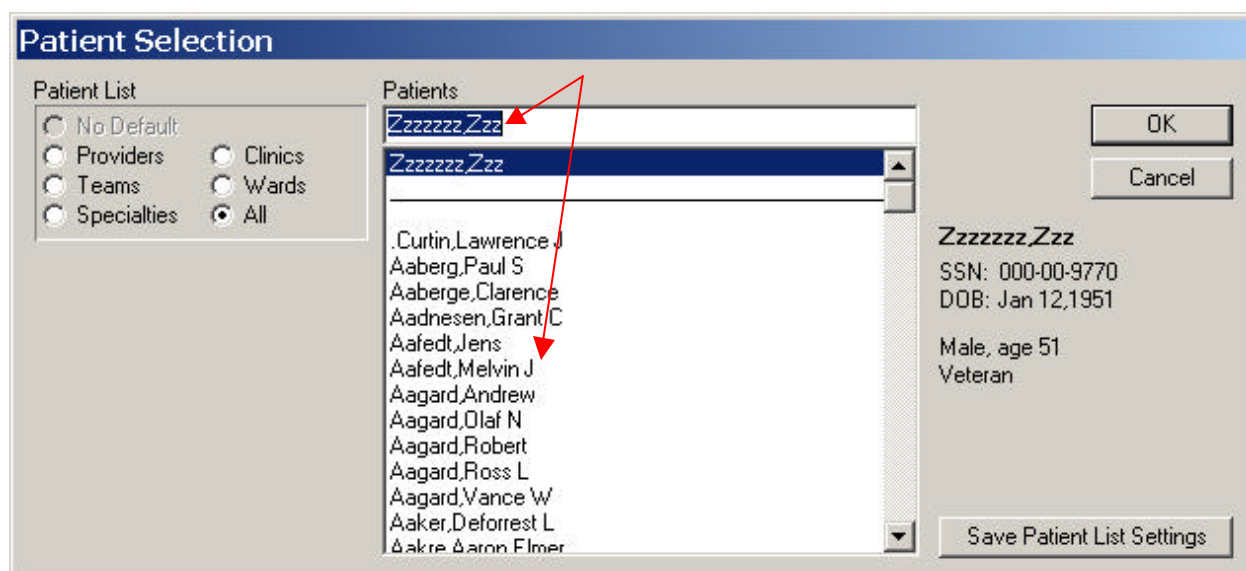 Patient Selection
Patient List
No Default
Providers
Clinics
Teams
Wards
Specialties
All
Patients
Zzzzzzz,Zzz
Zzzzzzz,Zzz
.Curtin,Lawrence J
Aaberg,Paul S
Aaberge,Clarence
Aadnesen,Grant C
Aafedt,Jens
Aafedt,Melvin J
Aagard,Andrew
Aagard,Olaf N
Aagard,Robert
Aagard,Ross L
Aagard,Vance W
Aaker,Deforrest L
Aakre,Aaron Elmer
OK
Cancel
Zzzzzzz,Zzz
SSN: 000-00-9770
DOB: Jan 12,1951
Male, age 51
Veteran
Save Patient List Settings